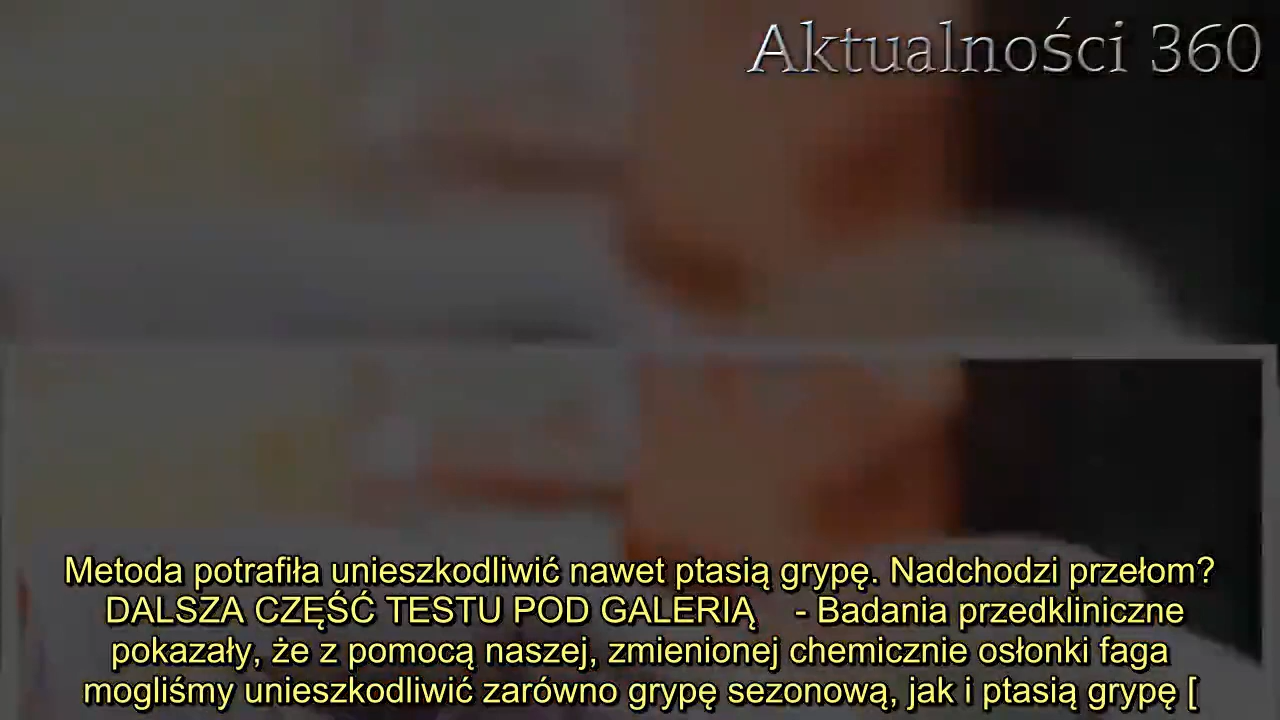 Aktualności 360
Metoda potrafiła unieszkodliwić nawet ptasią grypę. Nadchodzi przełom?
DALSZA CZĘŚĆ TESTU POD GALERIĄ - Badania przedkliniczne
pokazały, że z pomocą naszej, zmienionej chemicznie osłonki faga
mogliśmy unieszkodliwić zarówno grypę sezonową, jak i ptasią grypę [